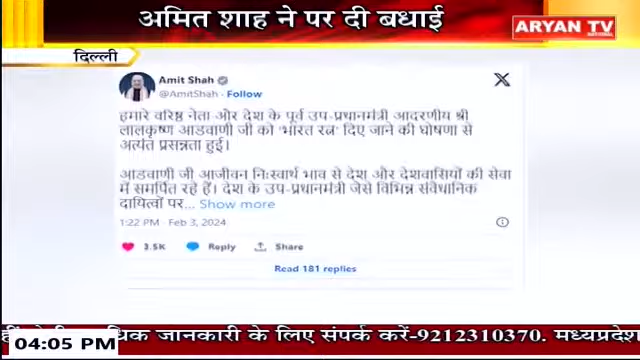 अमित शाह ने पर दी बधाई
ARYAN TV
NATIONAL
दिल्ली
Amit Shah
@AmitShah · Follow
हमारे वरिष्ठ नेता और देश के पूर्व उप-प्रधानमंत्री आदरणीय श्री
लालकृष्ण आडवाणी जी को 'भारत रत्न' दिए जाने की घोषणा से
अत्यंत प्रसन्नता हुई।
आडवाणी जी आजीवन निःस्वार्थ भाव से देश और देशवासियों की सेवा
में समर्पित रहे हैं। देश के उप-प्रधानमंत्री जैसे विभिन्न संवैधानिक
दायित्वों पर... Show more
1:22 PM · Feb 3, 2024
3.5K Reply Share
Read 181 replies
जानकारी के लिए संपर्क करें-9212310370. मध्यप्रदेश
04:05 PM